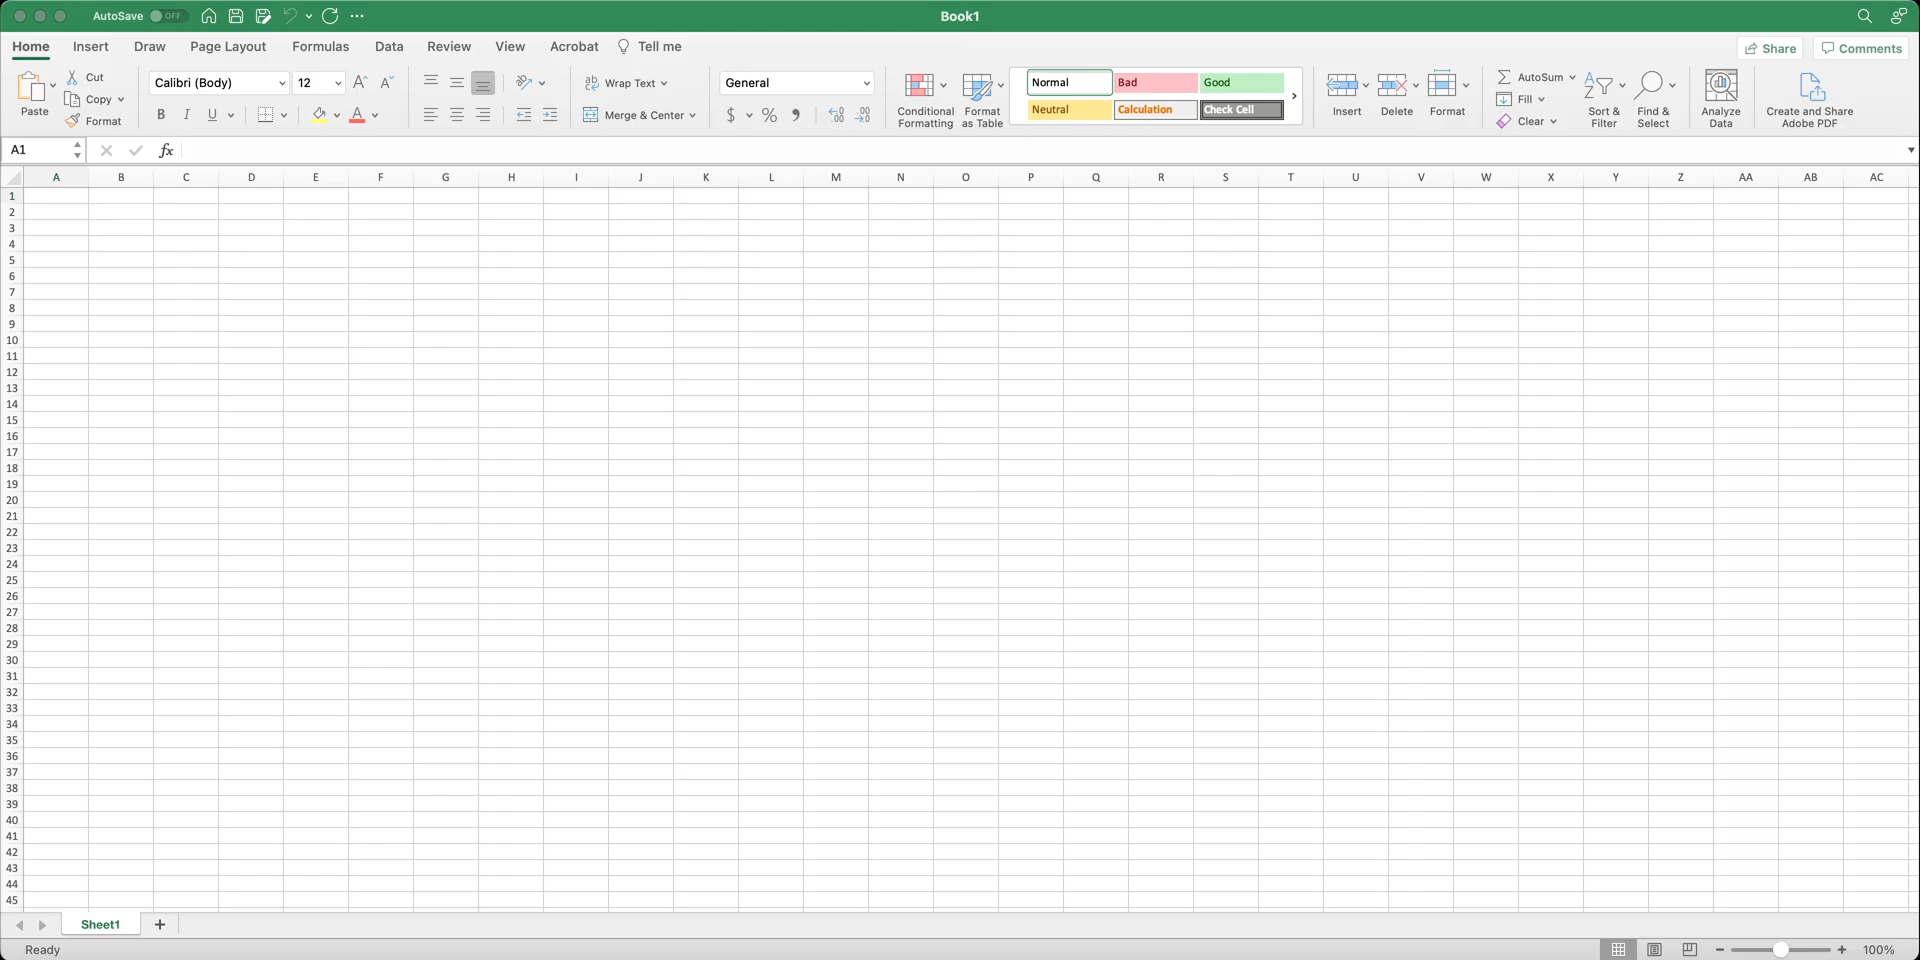 AutoSave OFF Book1
Home Insert Draw Page Layout Formulas Data Review View Acrobat Tell me Share Comments
Paste Cut Copy Format
Calibri (Body) 12
B I U A
Wrap Text
Merge & Center
General
$ %
Conditional Formatting
Format as Table
Normal Bad Good
Neutral Calculation Check Cell
Insert Delete Format
AutoSum
Fill
Clear
Sort & Filter
Find & Select
Analyze Data
Create and Share Adobe PDF
A1 fx
A B C D E F G H I J K L M N O P Q R S T U V W X Y Z AA AB AC
1
2
3
4
5
6
7
8
9
10
11
12
13
14
15
16
17
18
19
20
21
22
23
24
25
26
27
28
29
30
31
32
33
34
35
36
37
38
39
40
41
42
43
44
45
Sheet1 +
Ready 100%